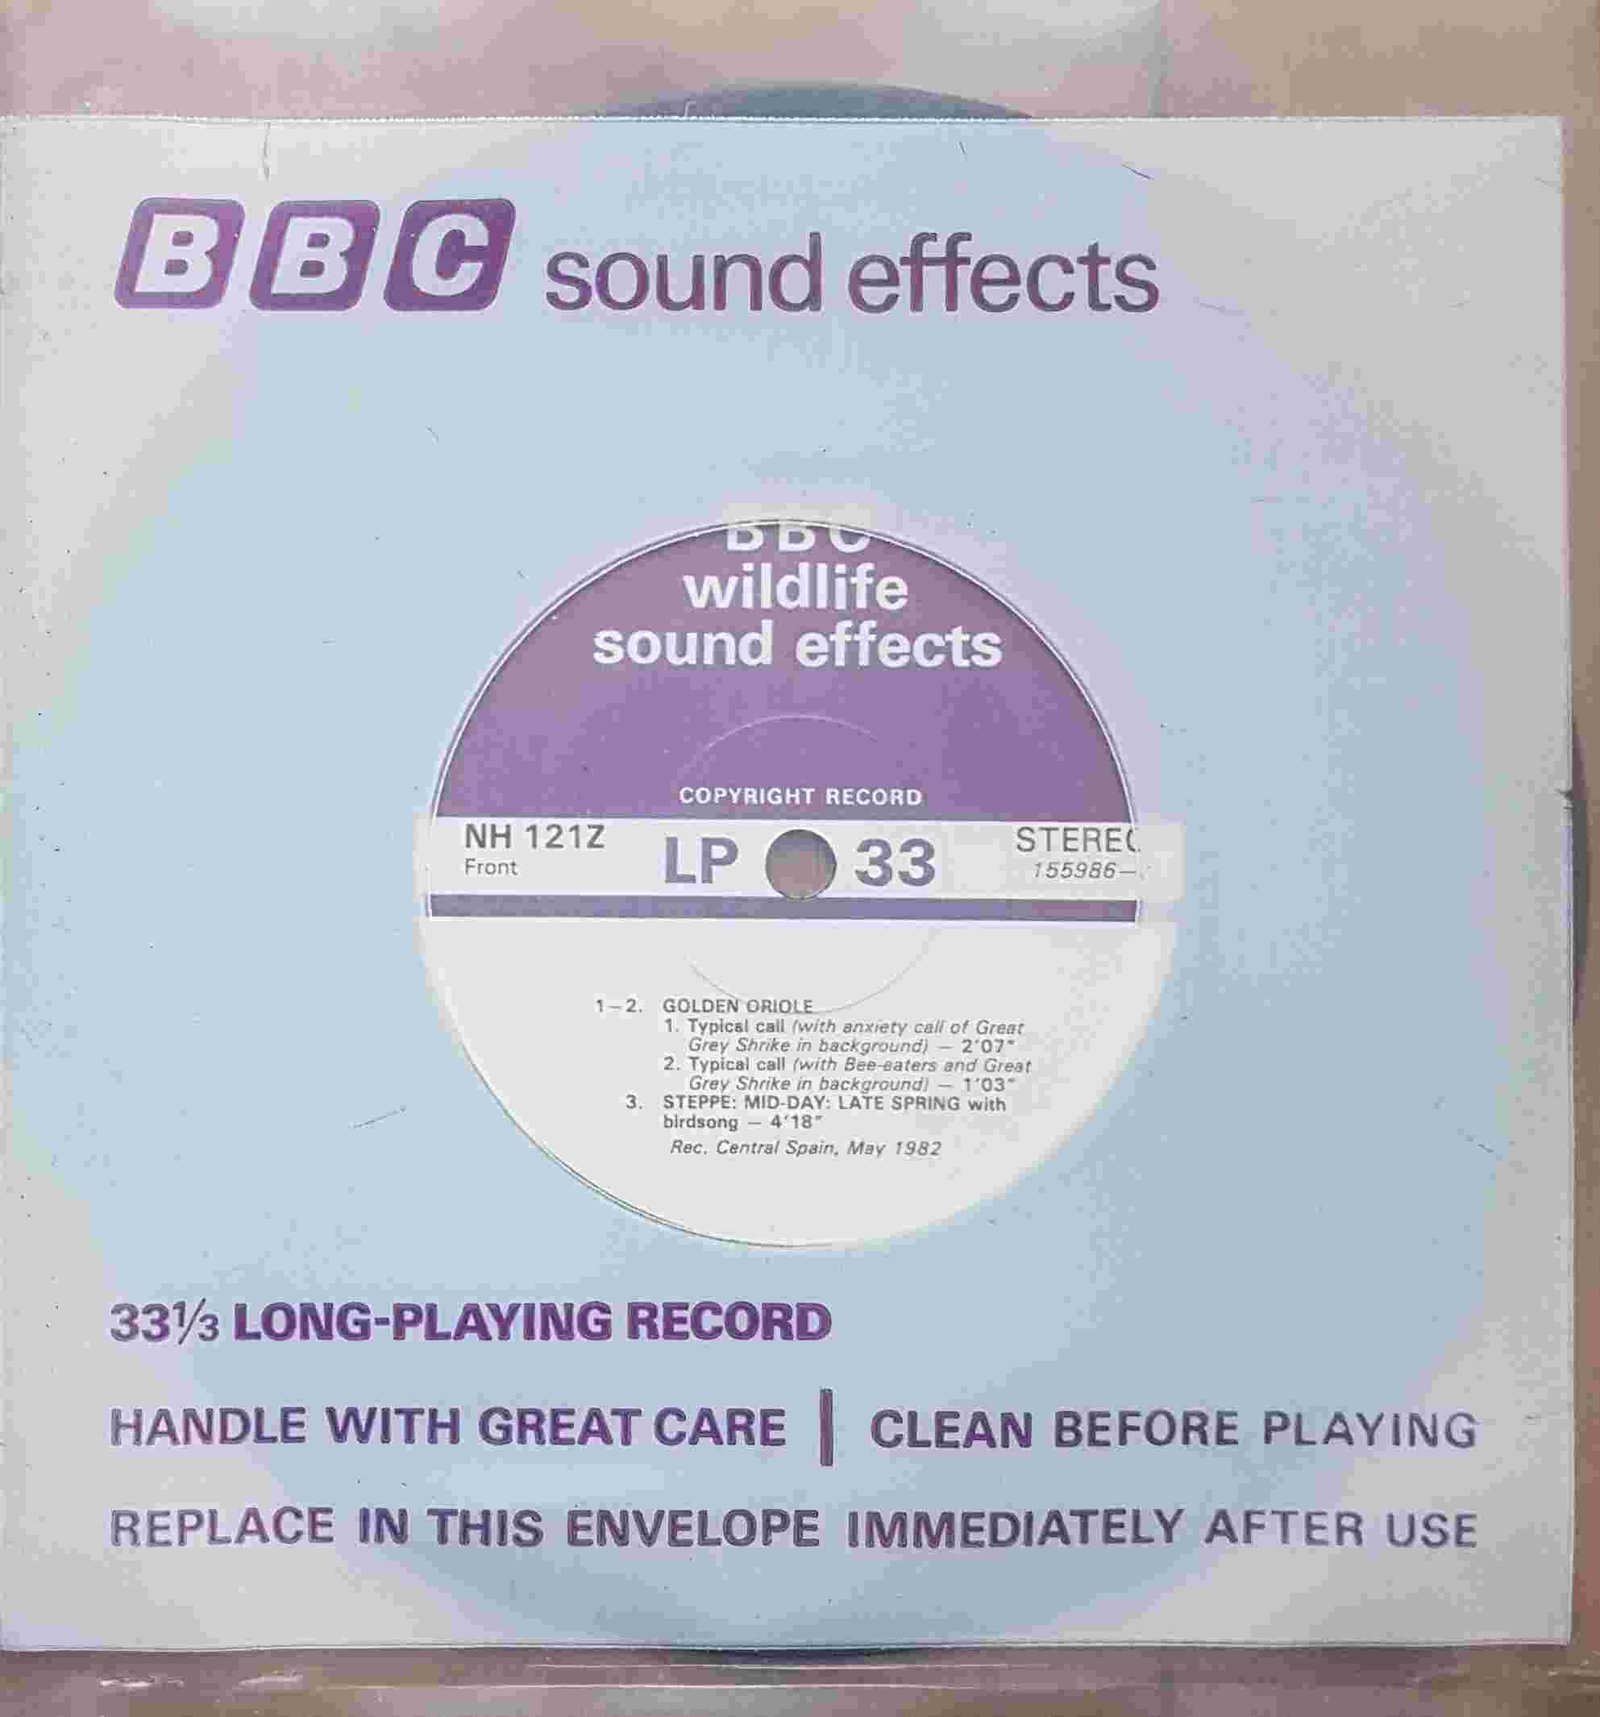 BBC sound effects
BBC
wildlife
sound effects
COPYRIGHT RECORD
NH 121Z
Front
LP 33
STEREO
155986—
1–2. GOLDEN ORIOLE
1. Typical call (with anxiety call of Great
Grey Shrike in background) — 2'07"
2. Typical call (with Bee-eaters and Great
Grey Shrike in background) — 1'03"
3. STEPPE: MID-DAY: LATE SPRING with
birdsong — 4'18"
Rec. Central Spain, May 1982
33⅓ LONG-PLAYING RECORD
HANDLE WITH GREAT CARE | CLEAN BEFORE PLAYING
REPLACE IN THIS ENVELOPE IMMEDIATELY AFTER USE